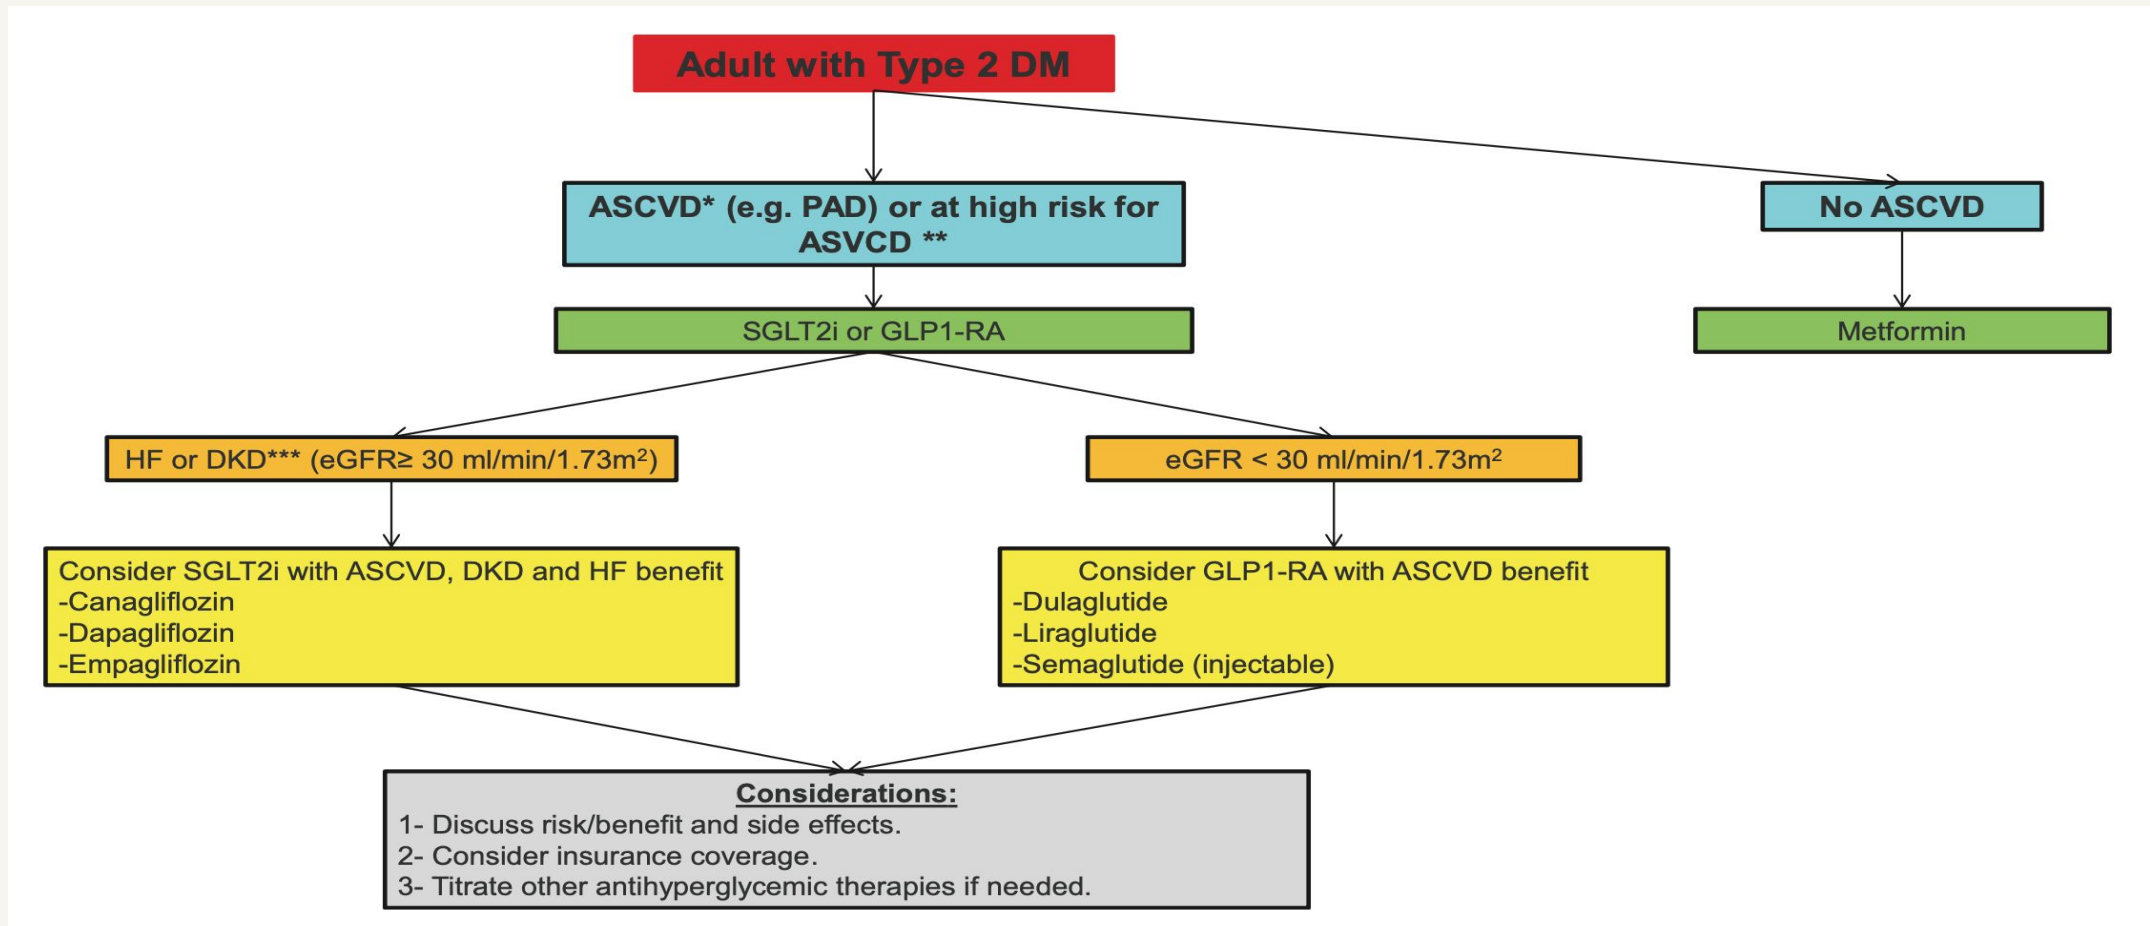 Adult with Type 2 DM
ASCVD* (e.g. PAD) or at high risk for
ASVCD **
No ASCVD
SGLT2i or GLP1-RA
Metformin
HF or DKD*** (eGFR≥ 30 ml/min/1.73m²)
eGFR < 30 ml/min/1.73m²
Consider SGLT2i with ASCVD, DKD and HF benefit
-Canagliflozin
-Dapagliflozin
-Empagliflozin
Consider GLP1-RA with ASCVD benefit
-Dulaglutide
-Liraglutide
-Semaglutide (injectable)
Considerations:
1- Discuss risk/benefit and side effects.
2- Consider insurance coverage.
3- Titrate other antihyperglycemic therapies if needed.